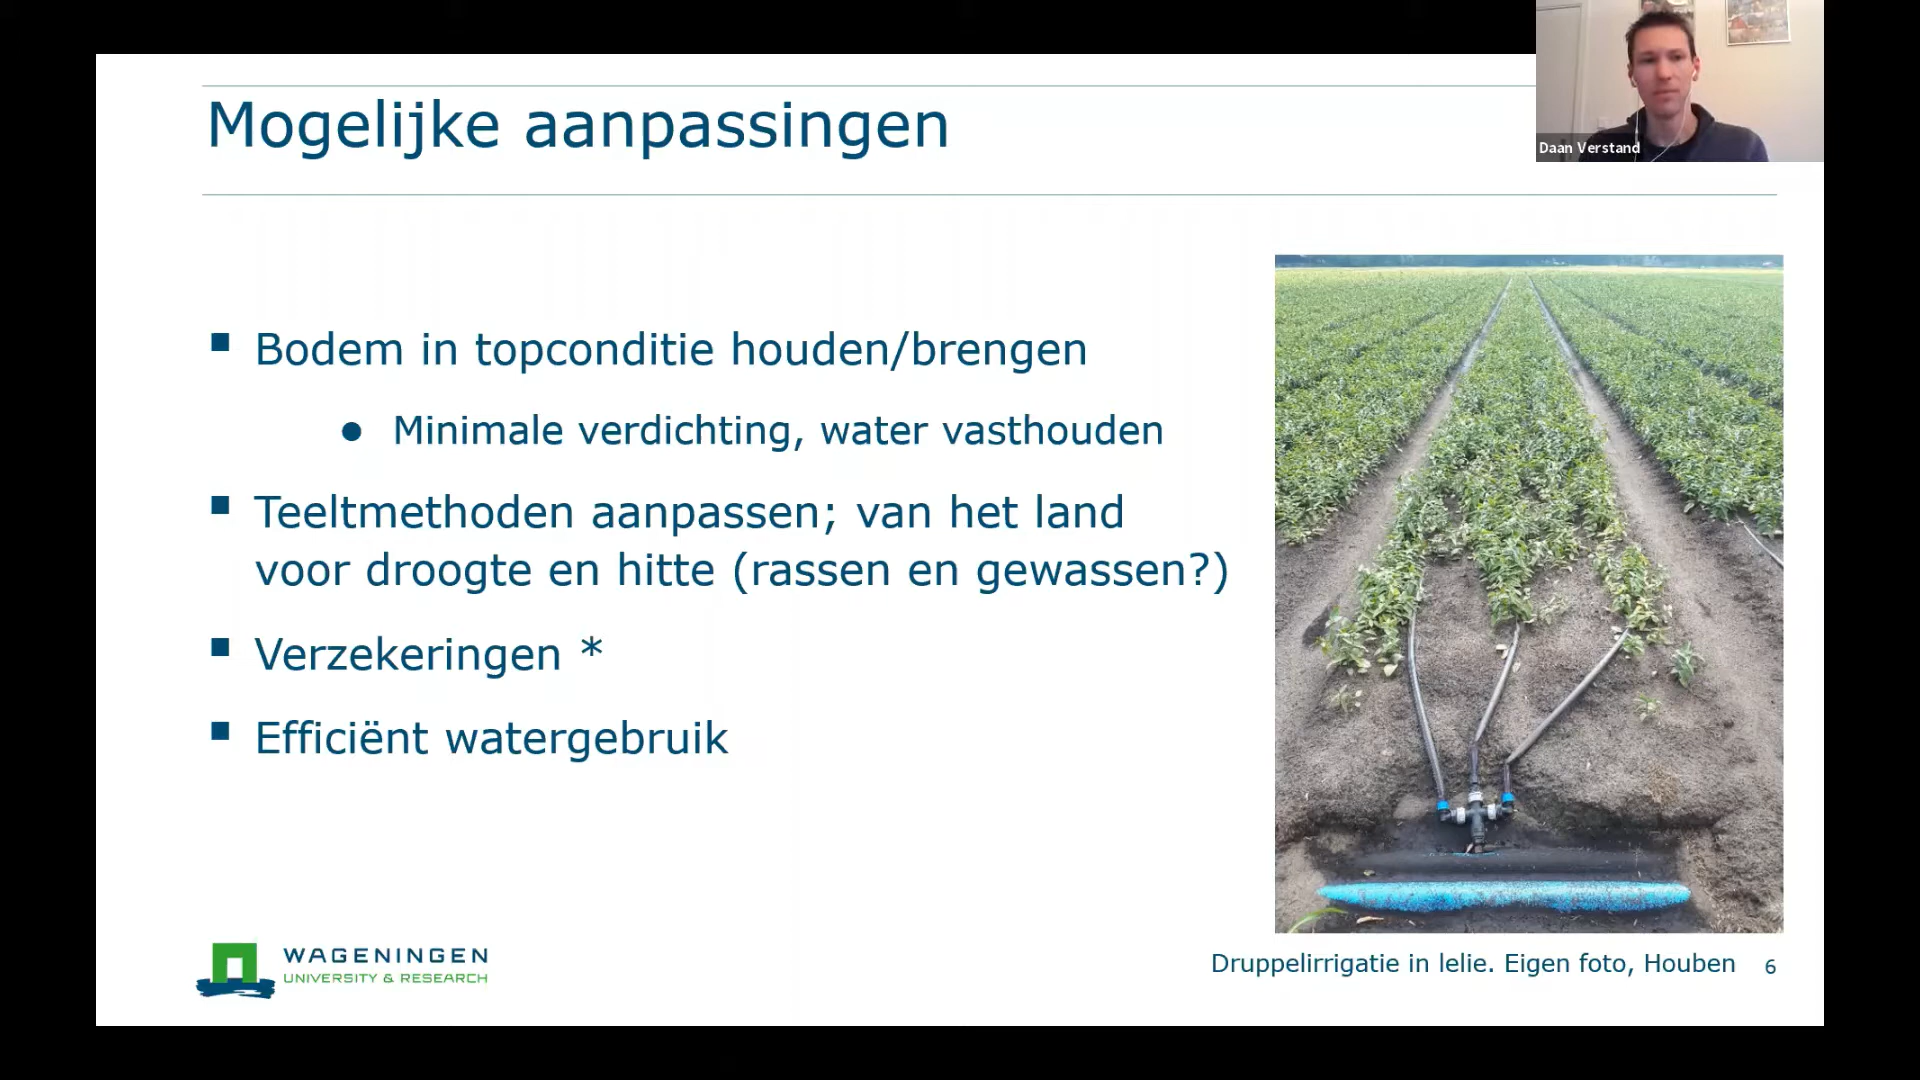 Mogelijke aanpassingen
Daan Verstand
Bodem in topconditie houden/brengen
Minimale verdichting, water vasthouden
Teeltmethoden aanpassen; van het land
voor droogte en hitte (rassen en gewassen?)
Verzekeringen *
Efficiënt watergebruik
WAGENINGEN
UNIVERSITY & RESEARCH
Druppelirrigatie in lelie. Eigen foto, Houben
6